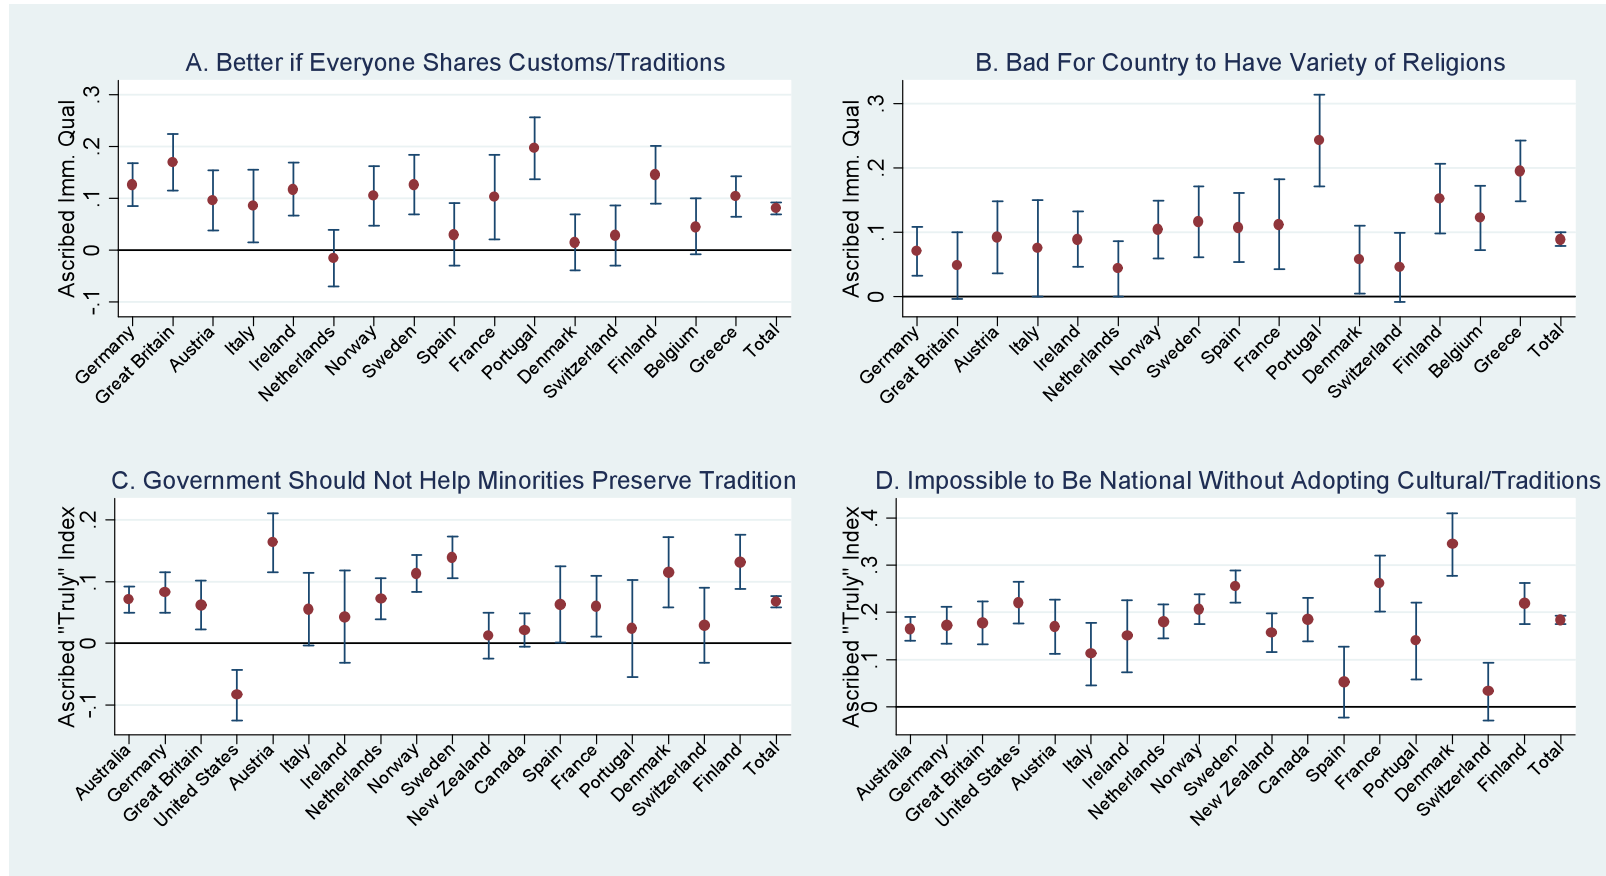 A. Better if Everyone Shares Customs/Traditions
Ascribed Imm. Qual
.3
.2
.1
0
-.1
Germany
Great Britain
Austria
Italy
Ireland
Netherlands
Norway
Sweden
Spain
France
Portugal
Denmark
Switzerland
Finland
Belgium
Greece
Total
B. Bad For Country to Have Variety of Religions
Ascribed Imm. Qual
.3
.2
.1
0
Germany
Great Britain
Austria
Italy
Ireland
Netherlands
Norway
Sweden
Spain
France
Portugal
Denmark
Switzerland
Finland
Belgium
Greece
Total
C. Government Should Not Help Minorities Preserve Tradition
Ascribed "Truly" Index
.2
.1
0
-.1
Australia
Germany
Great Britain
United States
Austria
Italy
Ireland
Netherlands
Norway
Sweden
New Zealand
Canada
Spain
France
Portugal
Denmark
Switzerland
Finland
Total
D. Impossible to Be National Without Adopting Cultural/Traditions
Ascribed "Truly" Index
.4
.3
.2
.1
0
Australia
Germany
Great Britain
United States
Austria
Italy
Ireland
Netherlands
Norway
Sweden
New Zealand
Canada
Spain
France
Portugal
Denmark
Switzerland
Finland
Total